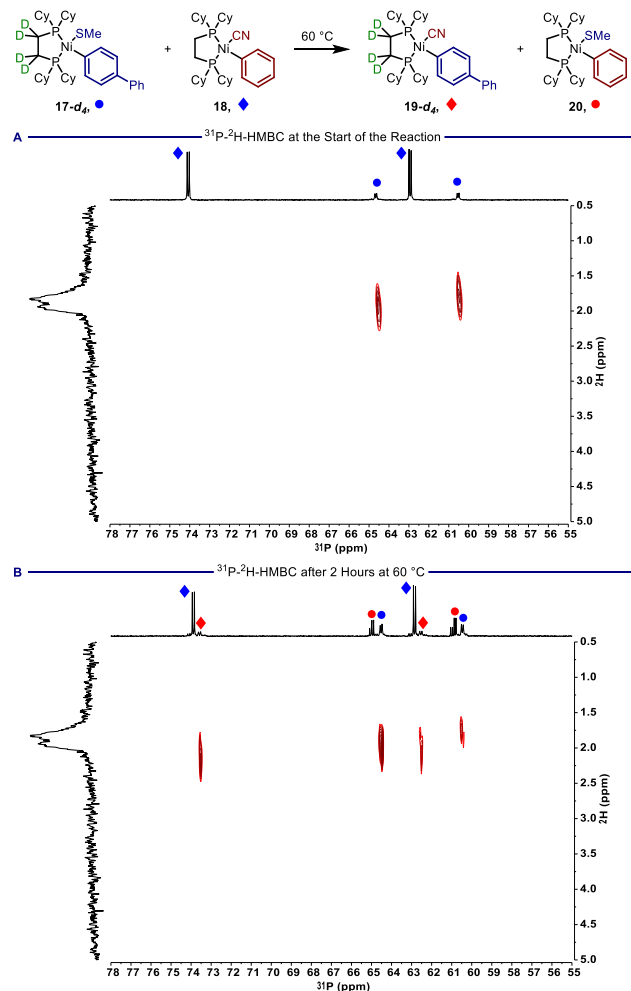 Cy Cy Cy Cy Cy Cy Cy Cy
D D P SMe P CN 60 °C D D P CN P SMe
Ni + Ni Ni + Ni
D D P P D D P P
Cy Cy Ph Cy Cy Cy Cy Ph Cy Cy
17-d4, 18, 19-d4, 20,
A 31P-2H-HMBC at the Start of the Reaction
0.5
1.0
1.5
2.0
2.5
3.0
3.5
4.0
4.5
5.0
2H (ppm)
78 77 76 75 74 73 72 71 70 69 68 67 66 65 64 63 62 61 60 59 58 57 56 55
31P (ppm)
B 31P-2H-HMBC after 2 Hours at 60 °C
0.5
1.0
1.5
2.0
2.5
3.0
3.5
4.0
4.5
5.0
2H (ppm)
78 77 76 75 74 73 72 71 70 69 68 67 66 65 64 63 62 61 60 59 58 57 56 55
31P (ppm)